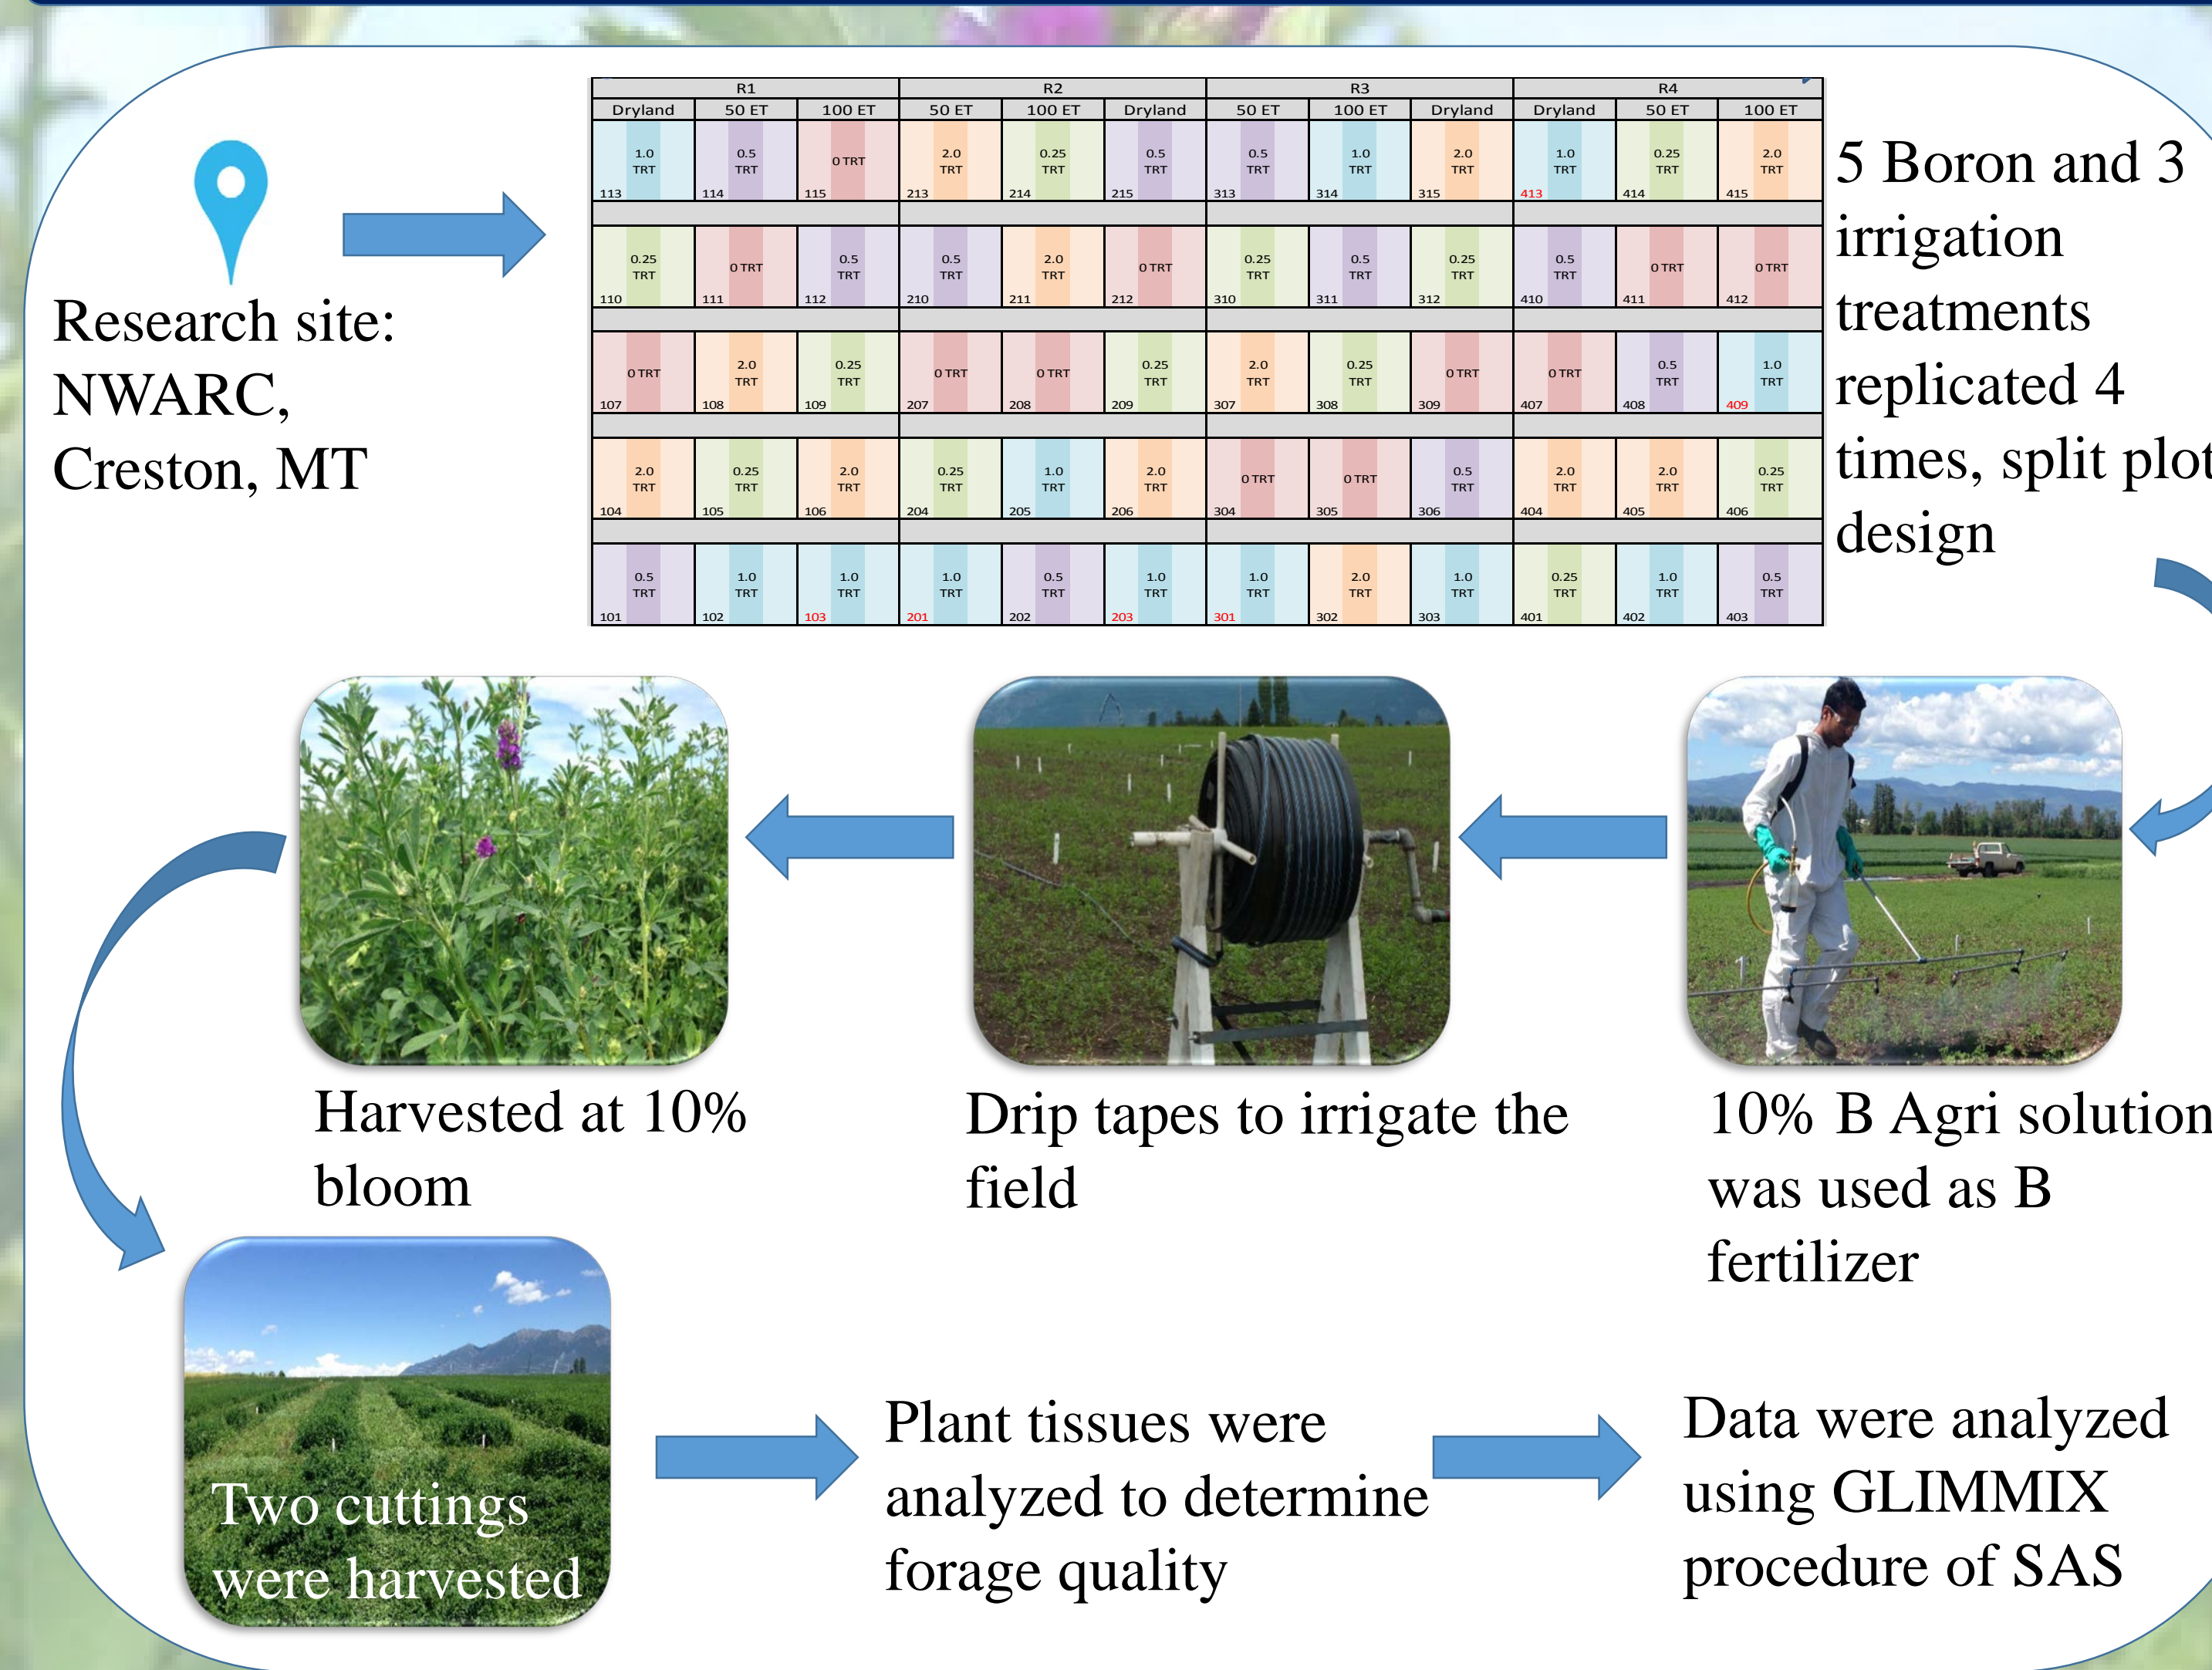 R1 R2 R3 R4
Dryland 50 ET 100 ET 50 ET 100 ET Dryland 50 ET 100 ET Dryland Dryland 50 ET 100 ET
1.0 0.5 0 TRT 2.0 0.25 0.5 0.5 1.0 2.0 1.0 0.25 2.0
TRT TRT TRT TRT TRT TRT TRT TRT TRT TRT TRT
113 114 115 213 214 215 313 314 315 413 414 415
0.25 0 TRT 0.5 0.5 2.0 0 TRT 0.25 0.5 0.25 0.5 0 TRT 0 TRT
TRT TRT TRT TRT TRT TRT TRT TRT
110 111 112 210 211 212 310 311 312 410 411 412
0 TRT 2.0 0.25 0 TRT 0 TRT 0.25 2.0 0.25 0 TRT 0 TRT 0.5 1.0
TRT TRT TRT TRT TRT TRT TRT
107 108 109 207 208 209 307 308 309 407 408 409
2.0 0.25 2.0 0.25 1.0 2.0 0 TRT 0 TRT 0.5 2.0 2.0 0.25
TRT TRT TRT TRT TRT TRT TRT TRT TRT TRT
104 105 106 204 205 206 304 305 306 404 405 406
0.5 1.0 1.0 1.0 0.5 1.0 1.0 2.0 1.0 0.25 1.0 0.5
TRT TRT TRT TRT TRT TRT TRT TRT TRT TRT TRT TRT
101 102 103 201 202 203 301 302 303 401 402 403
Research site:
NWARC,
Creston, MT
5 Boron and 3
irrigation
treatments
replicated 4
times, split plot
design
Harvested at 10%
bloom
Drip tapes to irrigate the
field
10% B Agri solution
was used as B
fertilizer
Two cuttings
were harvested
Plant tissues were
analyzed to determine
forage quality
Data were analyzed
using GLIMMIX
procedure of SAS